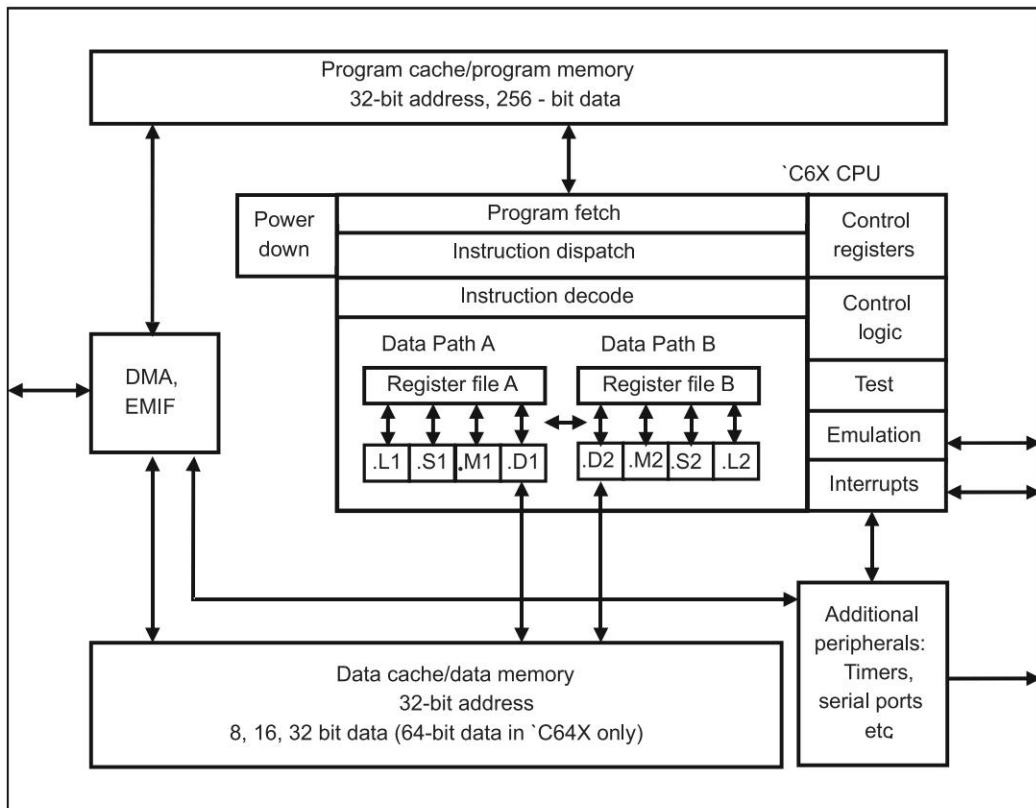 Program cache/program memory
32-bit address, 256 - bit data
`C6X CPU
Power
down
Program fetch
Instruction dispatch
Instruction decode
Control
registers
Control
logic
Test
Emulation
Interrupts
Data Path A
Data Path B
Register file A
Register file B
.L1
.S1
.M1
.D1
.D2
.M2
.S2
.L2
DMA,
EMIF
Additional
peripherals:
Timers,
serial ports
etc
Data cache/data memory
32-bit address
8, 16, 32 bit data (64-bit data in `C64X only)